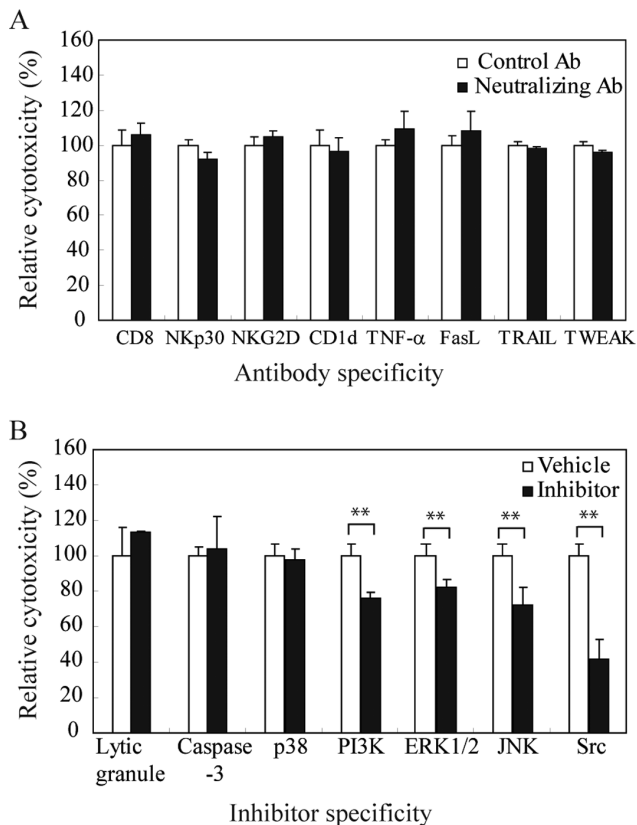 A
160
140
120
100
80
60
40
20
0
Relative cytotoxicity (%)
Control Ab
Neutralizing Ab
CD8 NKp30 NKG2D CD1d TNF-α FasL TRAIL TWEAK
Antibody specificity
B
160
140
120
100
80
60
40
20
0
Relative cytotoxicity (%)
Vehicle
Inhibitor
** ** ** **
Lytic Caspase p38 PI3K ERK1/2 JNK Src
granule -3
Inhibitor specificity